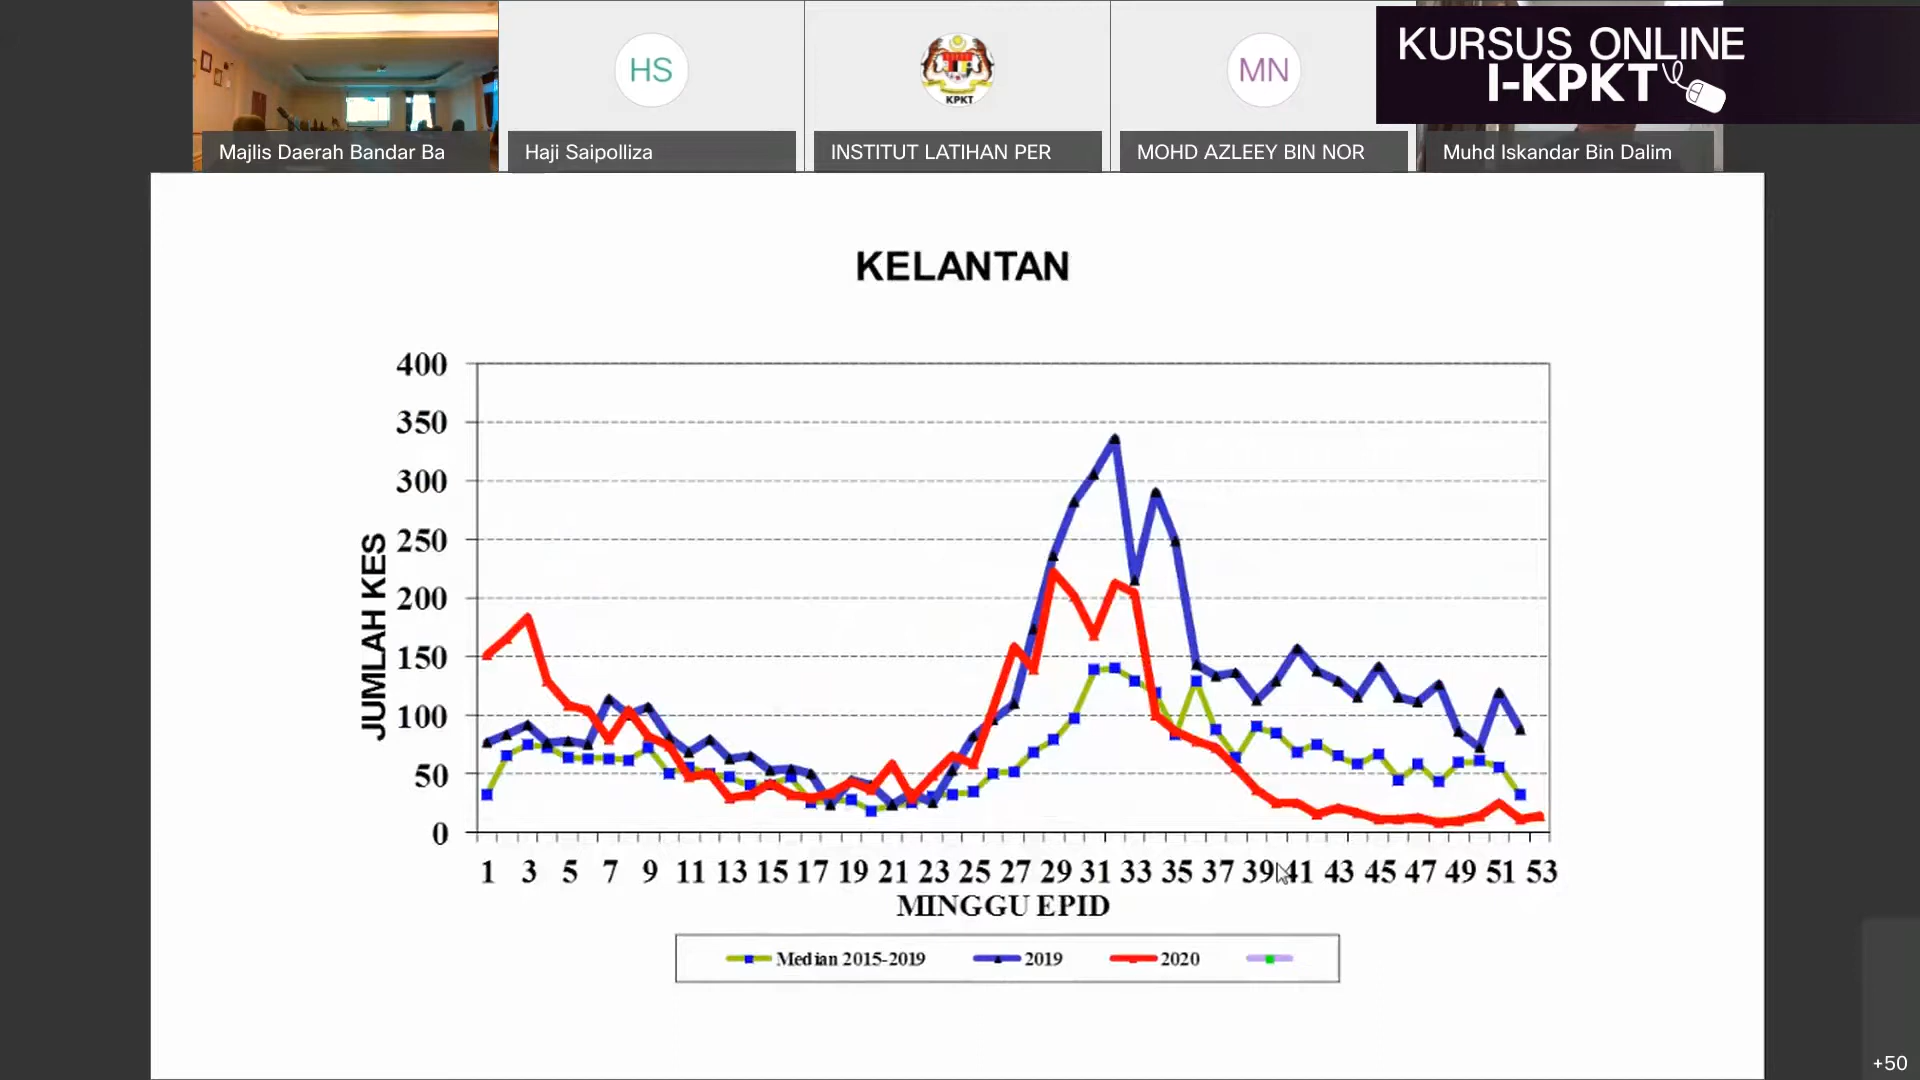 KURSUS ONLINE
I-KPKT
HS
KPKT
MN
Majlis Daerah Bandar Ba
Haji Saipolliza
INSTITUT LATIHAN PER
MOHD AZLEEY BIN NOR
Muhd Iskandar Bin Dalim
KELANTAN
JUMLAH KES
400
350
300
250
200
150
100
50
0
1 3 5 7 9 11 13 15 17 19 21 23 25 27 29 31 33 35 37 39 41 43 45 47 49 51 53
MINGGU EPID
Median 2015-2019 2019 2020
+50